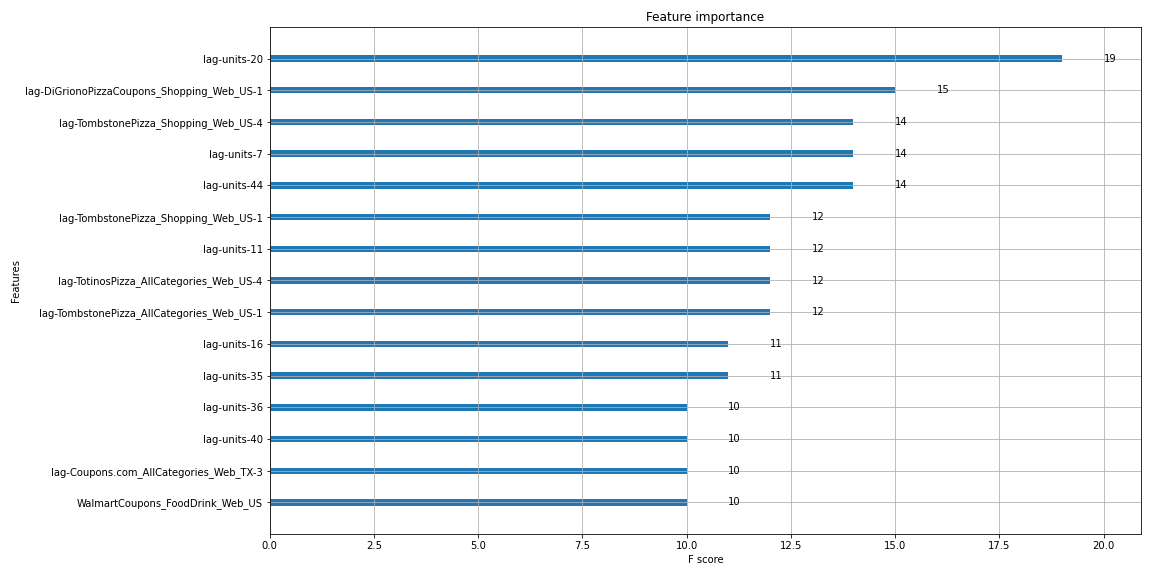 Feature importance
Features
lag-units-20 19
lag-DiGrionoPizzaCoupons_Shopping_Web_US-1 15
lag-TombstonePizza_Shopping_Web_US-4 14
lag-units-7 14
lag-units-44 14
lag-TombstonePizza_Shopping_Web_US-1 12
lag-units-11 12
lag-TotinosPizza_AllCategories_Web_US-4 12
lag-TombstonePizza_AllCategories_Web_US-1 12
lag-units-16 11
lag-units-35 11
lag-units-36 10
lag-units-40 10
lag-Coupons.com_AllCategories_Web_TX-3 10
WalmartCoupons_FoodDrink_Web_US 10
0.0 2.5 5.0 7.5 10.0 12.5 15.0 17.5 20.0
F score